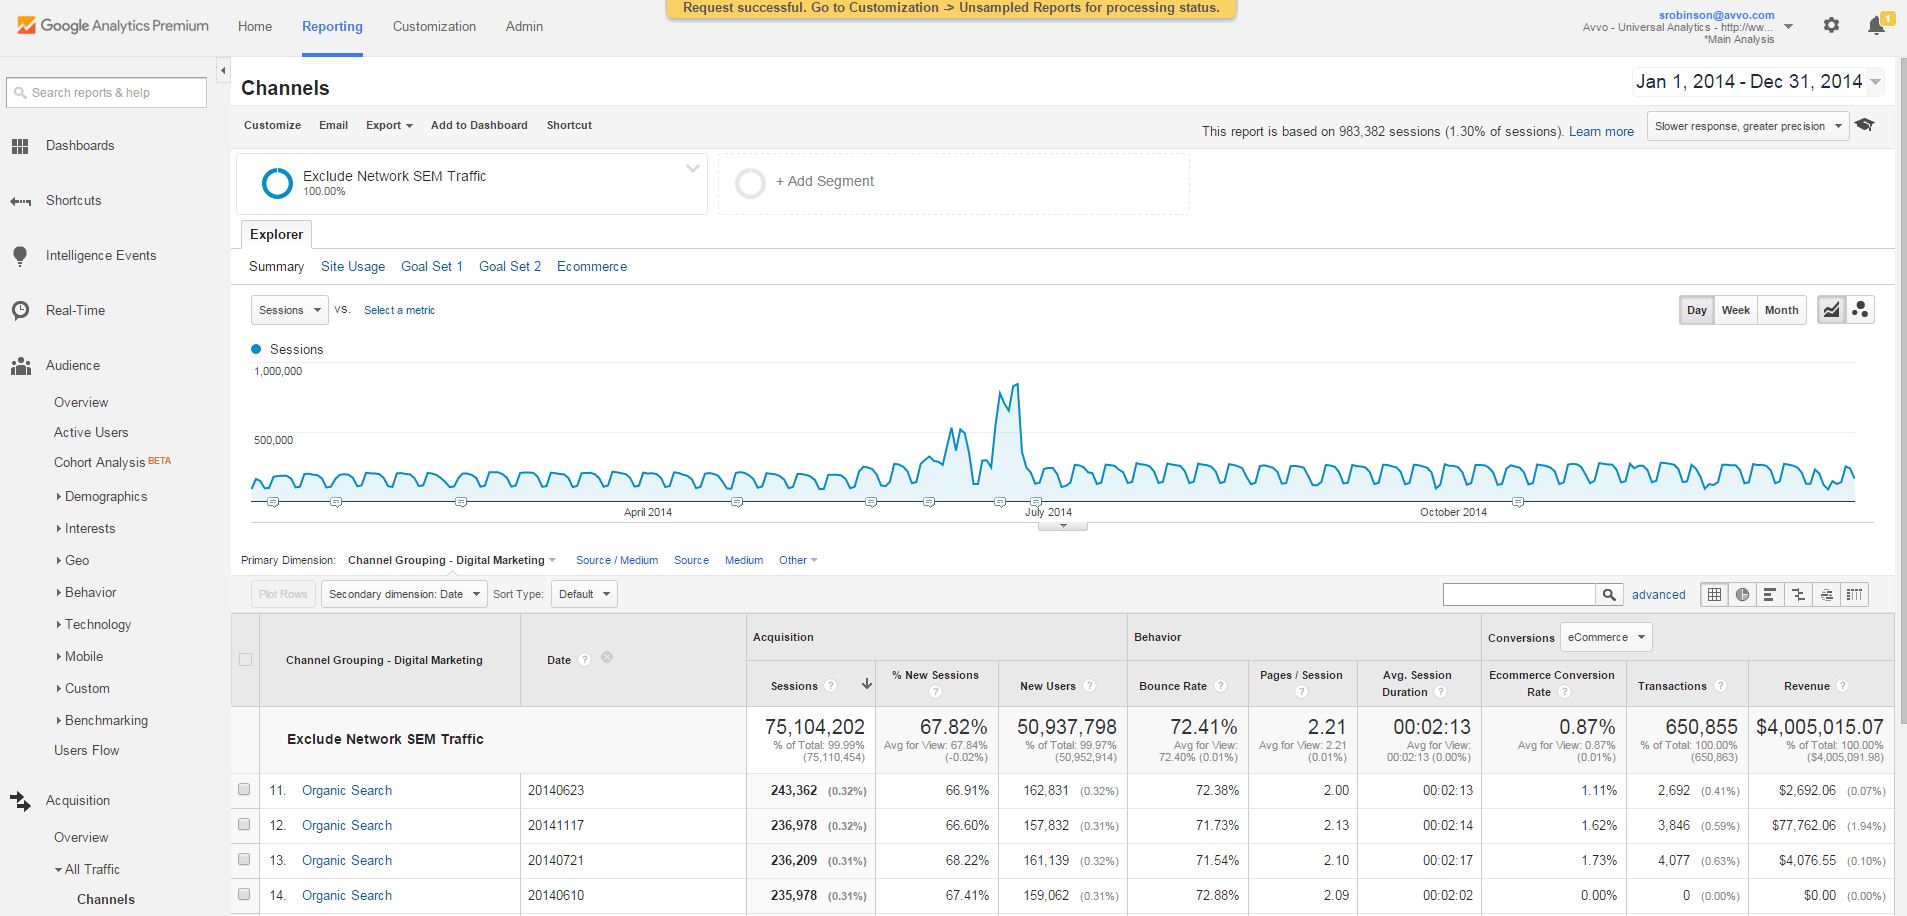 Request successful. Go to Customization -> Unsampled Reports for processing status.
Google Analytics Premium
Home Reporting Customization Admin
srobinson@avvo.com
Avvo - Universal Analytics - http://ww...
*Main Analysis
1
Search reports & help
Dashboards
Shortcuts
Intelligence Events
Real-Time
Audience
Overview
Active Users
Cohort Analysis BETA
Demographics
Interests
Geo
Behavior
Technology
Mobile
Custom
Benchmarking
Users Flow
Acquisition
Overview
All Traffic
Channels
Channels
Jan 1, 2014 - Dec 31, 2014
Customize Email Export Add to Dashboard Shortcut
This report is based on 983,382 sessions (1.30% of sessions). Learn more
Slower response, greater precision
Exclude Network SEM Traffic
100.00%
+ Add Segment
Explorer
Summary Site Usage Goal Set 1 Goal Set 2 Ecommerce
Sessions VS. Select a metric
Day Week Month
Sessions
1,000,000
500,000
April 2014 July 2014 October 2014
Primary Dimension: Channel Grouping - Digital Marketing Source / Medium Source Medium Other
Plot Rows Secondary dimension: Date Sort Type: Default
advanced
Channel Grouping - Digital Marketing Date ?
Acquisition Behavior Conversions eCommerce
Sessions ? % New Sessions ? New Users ? Bounce Rate ? Pages / Session ? Avg. Session Duration ? Ecommerce Conversion Rate ? Transactions ? Revenue ?
Exclude Network SEM Traffic
75,104,202 67.82% 50,937,798 72.41% 2.21 00:02:13 0.87% 650,855 $4,005,015.07
% of Total: 99.99% Avg for View: 67.84% % of Total: 99.97% Avg for View: Avg for View: 2.21 Avg for View: Avg for View: 0.87% % of Total: 100.00% % of Total: 100.00%
(75,110,454) (-0.02%) (50,952,914) 72.40% (0.01%) (0.01%) 00:02:13 (0.00%) (0.01%) (650,863) ($4,005,091.98)
11. Organic Search 20140623 243,362 (0.32%) 66.91% 162,831 (0.32%) 72.38% 2.00 00:02:13 1.11% 2,692 (0.41%) $2,692.06 (0.07%)
12. Organic Search 20141117 236,978 (0.32%) 66.60% 157,832 (0.31%) 71.73% 2.13 00:02:14 1.62% 3,846 (0.59%) $77,762.06 (1.94%)
13. Organic Search 20140721 236,209 (0.31%) 68.22% 161,139 (0.32%) 71.54% 2.10 00:02:17 1.73% 4,077 (0.63%) $4,076.55 (0.10%)
14. Organic Search 20140610 235,978 (0.31%) 67.41% 159,062 (0.31%) 72.88% 2.09 00:02:02 0.00% 0 (0.00%) $0.00 (0.00%)